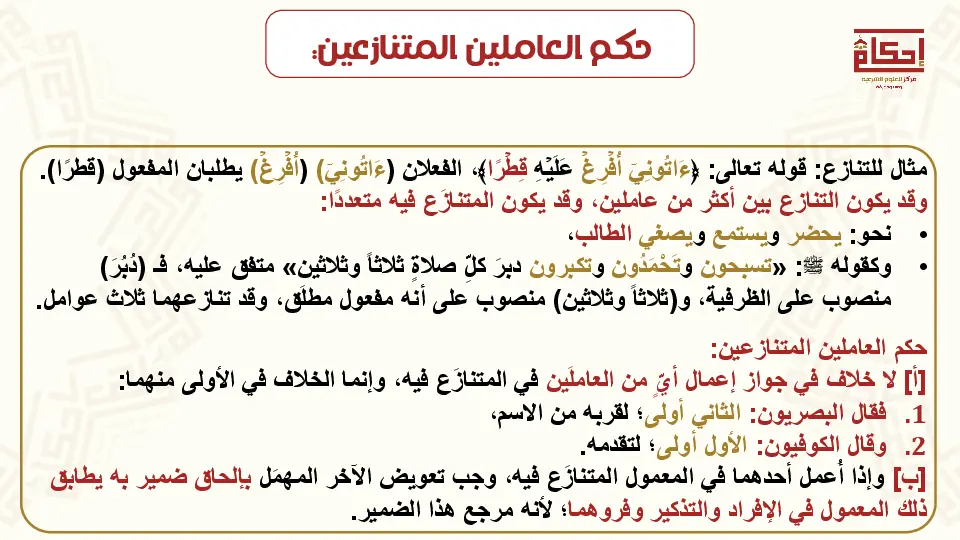 حكم العاملين المتنازعين:
إحكام
مركز للعلوم الشرعية
مثال للتنازع: قوله تعالى: ﴿ءَاتُونِيٓ أُفۡرِغۡ عَلَيۡهِ قِطۡرًا﴾، الفعلان (ءَاتُونِيٓ) (أُفۡرِغۡ) يطلبان المفعول (قطرًا).
وقد يكون التنازع بين أكثر من عاملين، وقد يكون المتنازَع فيه متعددًا:
• نحو: يحضر ويستمع ويصغي الطالب،
• وكقوله ﷺ: «تسبحون وتَحْمَدُون وتكبرون دبرَ كلِّ صلاةٍ ثلاثاً وثلاثين» متفق عليه، فـ (دُبُرَ)
منصوب على الظرفية، و(ثلاثاً وثلاثين) منصوب على أنه مفعول مطلَق، وقد تنازعهما ثلاث عوامل.
حكم العاملين المتنازعين:
[أ] لا خلاف في جواز إعمال أيٍّ من العاملَين في المتنازَع فيه، وإنما الخلاف في الأولى منهما:
1. فقال البصريون: الثاني أولى؛ لقربه من الاسم،
2. وقال الكوفيون: الأول أولى؛ لتقدمه.
[ب] وإذا أُعمل أحدهما في المعمول المتنازَع فيه، وجب تعويض الآخر المهمَل بإلحاق ضمير به يطابق
ذلك المعمول في الإفراد والتذكير وفروهما؛ لأنه مرجع هذا الضمير.